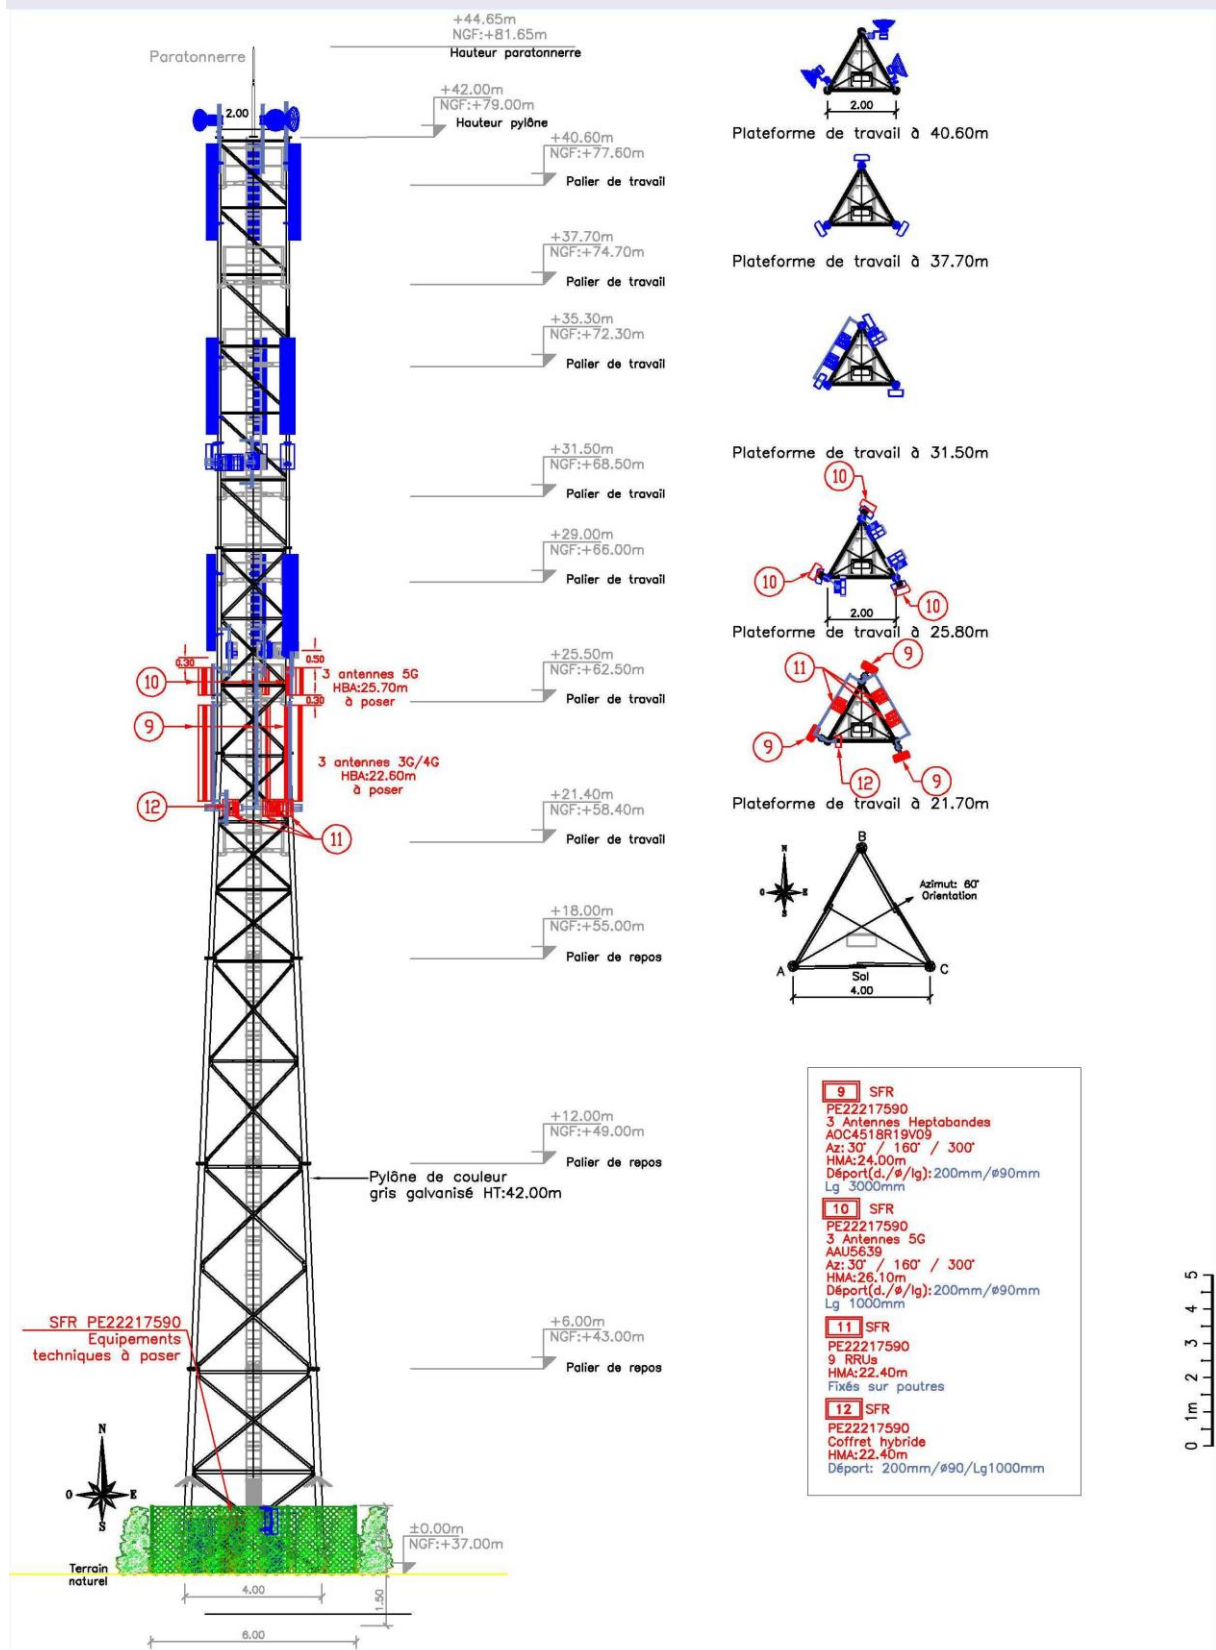 +44.65m
NGF:+81.65m
Hauteur paratonnerre
Paratonnerre
+42.00m
NGF:+79.00m
Hauteur pylône
2.00
+40.60m
NGF:+77.60m
Palier de travail
+37.70m
NGF:+74.70m
Palier de travail
+35.30m
NGF:+72.30m
Palier de travail
+31.50m
NGF:+68.50m
Palier de travail
+29.00m
NGF:+66.00m
Palier de travail
0.30
0.50
10
3 antennes 5G
HBA:25.70m
à poser
0.30
+25.50m
NGF:+62.50m
Palier de travail
9
3 antennes 3G/4G
HBA:22.60m
à poser
12
11
+21.40m
NGF:+58.40m
Palier de travail
+18.00m
NGF:+55.00m
Palier de repos
+12.00m
NGF:+49.00m
Palier de repos
Pylône de couleur
gris galvanisé HT:42.00m
SFR PE22217590
Equipements
techniques à poser
+6.00m
NGF:+43.00m
Palier de repos
N
O
E
S
±0.00m
NGF:+37.00m
Terrain
naturel
4.00
1.50
6.00
2.00
Plateforme de travail à 40.60m
Plateforme de travail à 37.70m
Plateforme de travail à 31.50m
10
10
10
2.00
Plateforme de travail à 25.80m
9
11
9
12
9
Plateforme de travail à 21.70m
N
O
E
S
B
Azimut: 60°
Orientation
A
C
Sol
4.00
9 SFR
PE22217590
3 Antennes Heptabandes
AOC4518R19V09
Az: 30° / 160° / 300°
HMA:24.00m
Déport(d./ø/lg): 200mm/ø90mm
Lg 3000mm
10 SFR
PE22217590
3 Antennes 5G
AAU5639
Az: 30° / 160° / 300°
HMA:26.10m
Déport(d./ø/lg): 200mm/ø90mm
Lg 1000mm
11 SFR
PE22217590
9 RRUs
HMA:22.40m
Fixés sur poutres
12 SFR
PE22217590
Coffret hybride
HMA:22.40m
Déport: 200mm/ø90/Lg1000mm
0 1m 2 3 4 5